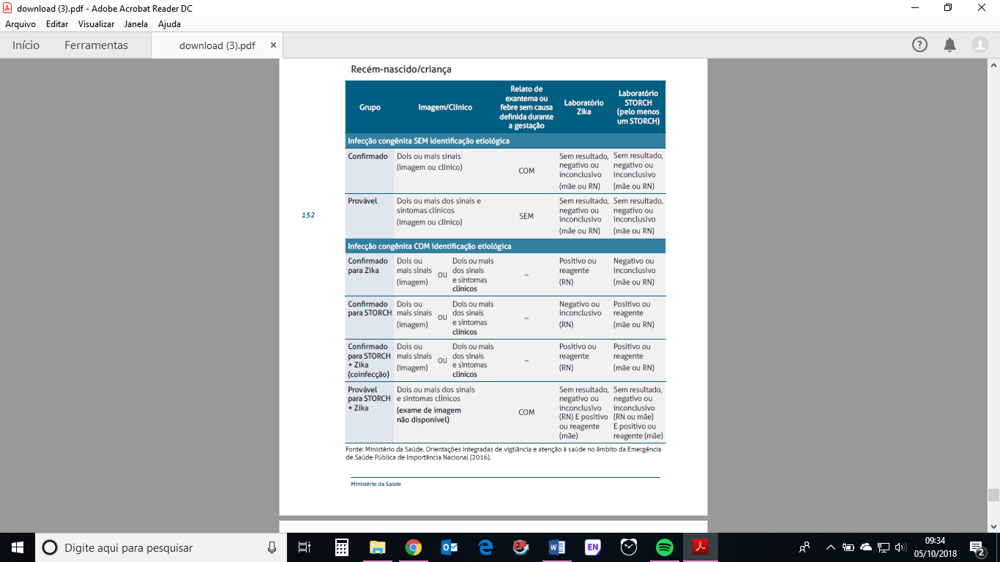 download (3).pdf - Adobe Acrobat Reader DC
Arquivo Editar Visualizar Janela Ajuda
Início Ferramentas download (3).pdf ×
Recém-nascido/criança
Grupo
Imagem/Clínico
Relato de
exantema ou
febre sem causa
definida durante
a gestação
Laboratório
Zika
Laboratório
STORCH
(pelo menos
um STORCH)
Infecção congênita SEM identificação etiológica
Confirmado
Dois ou mais sinais
(imagem ou clínico)
COM
Sem resultado,
negativo ou
inconclusivo
(mãe ou RN)
Sem resultado,
negativo ou
inconclusivo
(mãe ou RN)
Provável
Dois ou mais dos sinais e
sintomas clínicos
(imagem ou clínico)
SEM
Sem resultado,
negativo ou
inconclusivo
(mãe ou RN)
Sem resultado,
negativo ou
inconclusivo
(mãe ou RN)
152
Infecção congênita COM identificação etiológica
Confirmado
para Zika
Dois ou
mais sinais
(imagem)
OU
Dois ou mais
dos sinais
e sintomas
clínicos
–
Positivo ou
reagente
(RN)
Negativo ou
inconclusivo
(mãe ou RN)
Confirmado
para STORCH
Dois ou
mais sinais
(imagem)
OU
Dois ou mais
dos sinais
e sintomas
clínicos
–
Negativo ou
inconclusivo
(RN)
Positivo ou
reagente
(mãe ou RN)
Confirmado
para STORCH
+ Zika
(coinfecção)
Dois ou
mais sinais
(imagem)
OU
Dois ou mais
dos sinais
e sintomas
clínicos
–
Positivo ou
reagente
(RN)
Positivo ou
reagente
(mãe ou RN)
Provável
para STORCH
+ Zika
Dois ou mais dos sinais
e sintomas clínicos
(exame de imagem
não disponível)
COM
Sem resultado,
negativo ou
inconclusivo
(RN) E positivo
ou reagente
(mãe)
Sem resultado,
negativo ou
inconclusivo
(RN ou mãe)
E positivo ou
reagente (mãe)
Fonte: Ministério da Saúde. Orientações integradas de vigilância e atenção à saúde no âmbito da Emergência
de Saúde Pública de Importância Nacional (2016).
Ministério da Saúde
Digite aqui para pesquisar
EN
09:34
05/10/2018
2